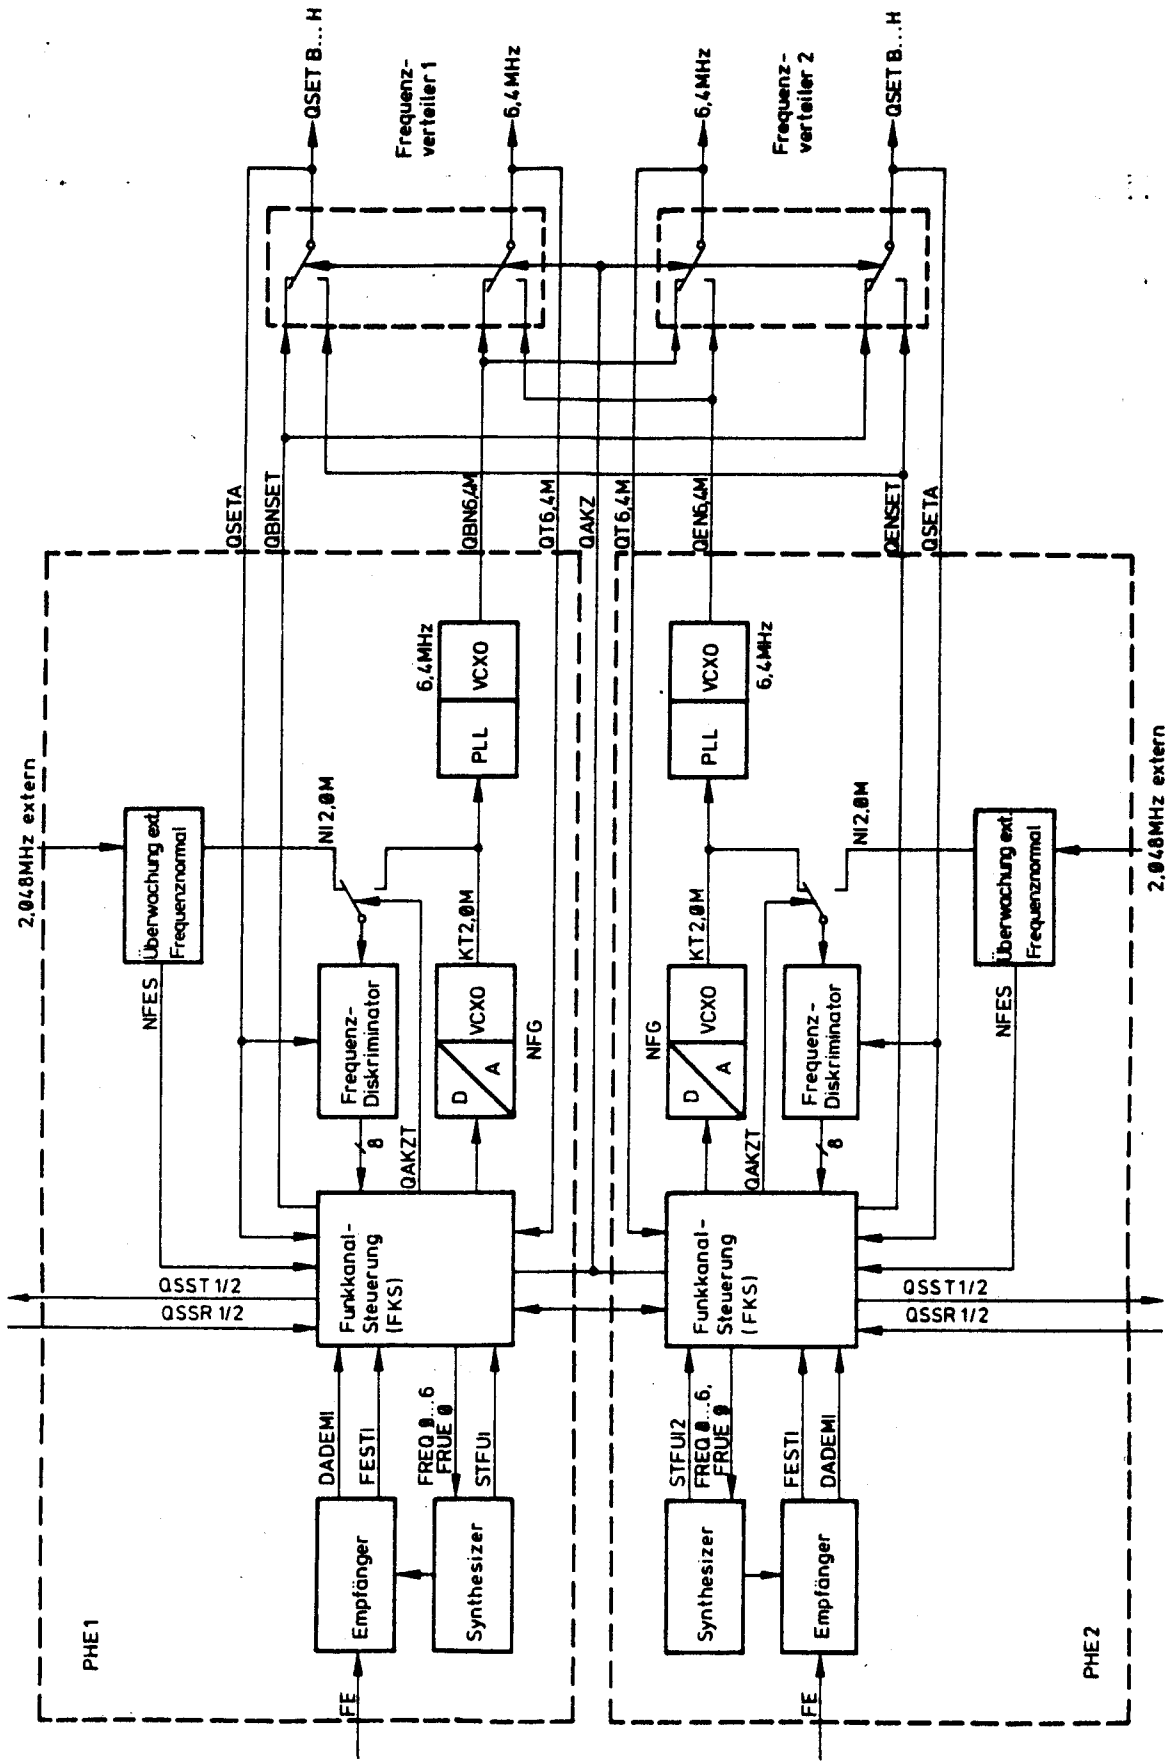 PHE1
FE
Empfänger
Synthesizer
DADEMI
FESTI
FREQ 0...6
FRUE 0
STFUI
QSST 1/2
QSSR 1/2
Funkkanal-
Steuerung
(FKS)
NFES
2,048MHz extern
Überwachung ext.
Frequenznormal
NI2,0M
Frequenz-
Diskriminator
8
QAKZT
D
A
VCXO
NFG
KT2,0M
PLL
VCXO
6,4MHz
QSETA
QBNSET
QBN6,4M
QT6,4M
QAKZ
QSET B...H
Frequenz-
verteiler 1
6,4MHz
PHE2
FE
Synthesizer
Empfänger
STFUI2
FREQ 0...6,
FRUE 0
FESTI
DADEMI
Funkkanal-
Steuerung
(FKS)
QSST 1/2
QSSR 1/2
QAKZT
8
D
A
VCXO
NFG
KT2,0M
Frequenz-
Diskriminator
NFES
Überwachung ext.
Frequenznormal
2,048MHz extern
NI2,0M
PLL
VCXO
6,4MHz
QT6,4M
QEN6,4M
QENSET
QSETA
6,4MHz
Frequenz-
verteiler 2
QSET B...H